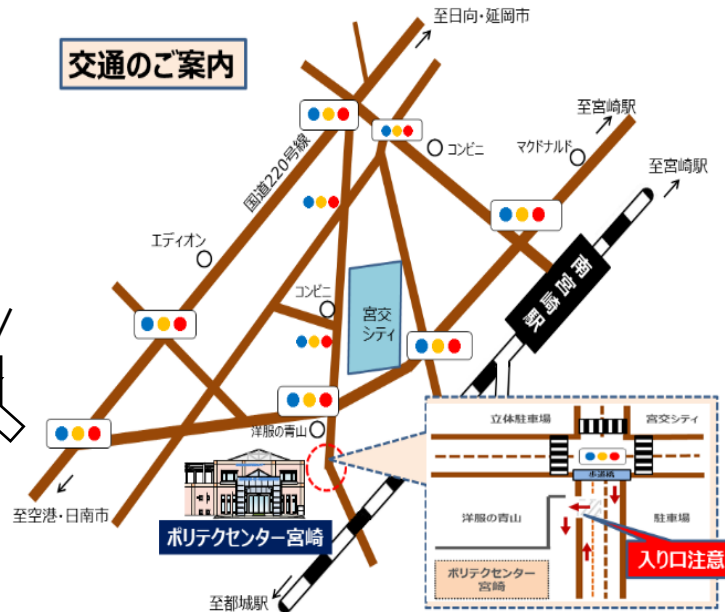 交通のご案内
至日向・延岡市
至宮崎駅
至宮崎駅
国道220号線
コンビニ
マクドナルド
エディオン
南宮崎駅
コンビニ
宮交
シティ
洋服の青山
至空港・日南市
ポリテクセンター宮崎
至都城駅
立体駐車場
宮交シティ
歩道橋
洋服の青山
駐車場
入り口注意
ポリテクセンター
宮崎